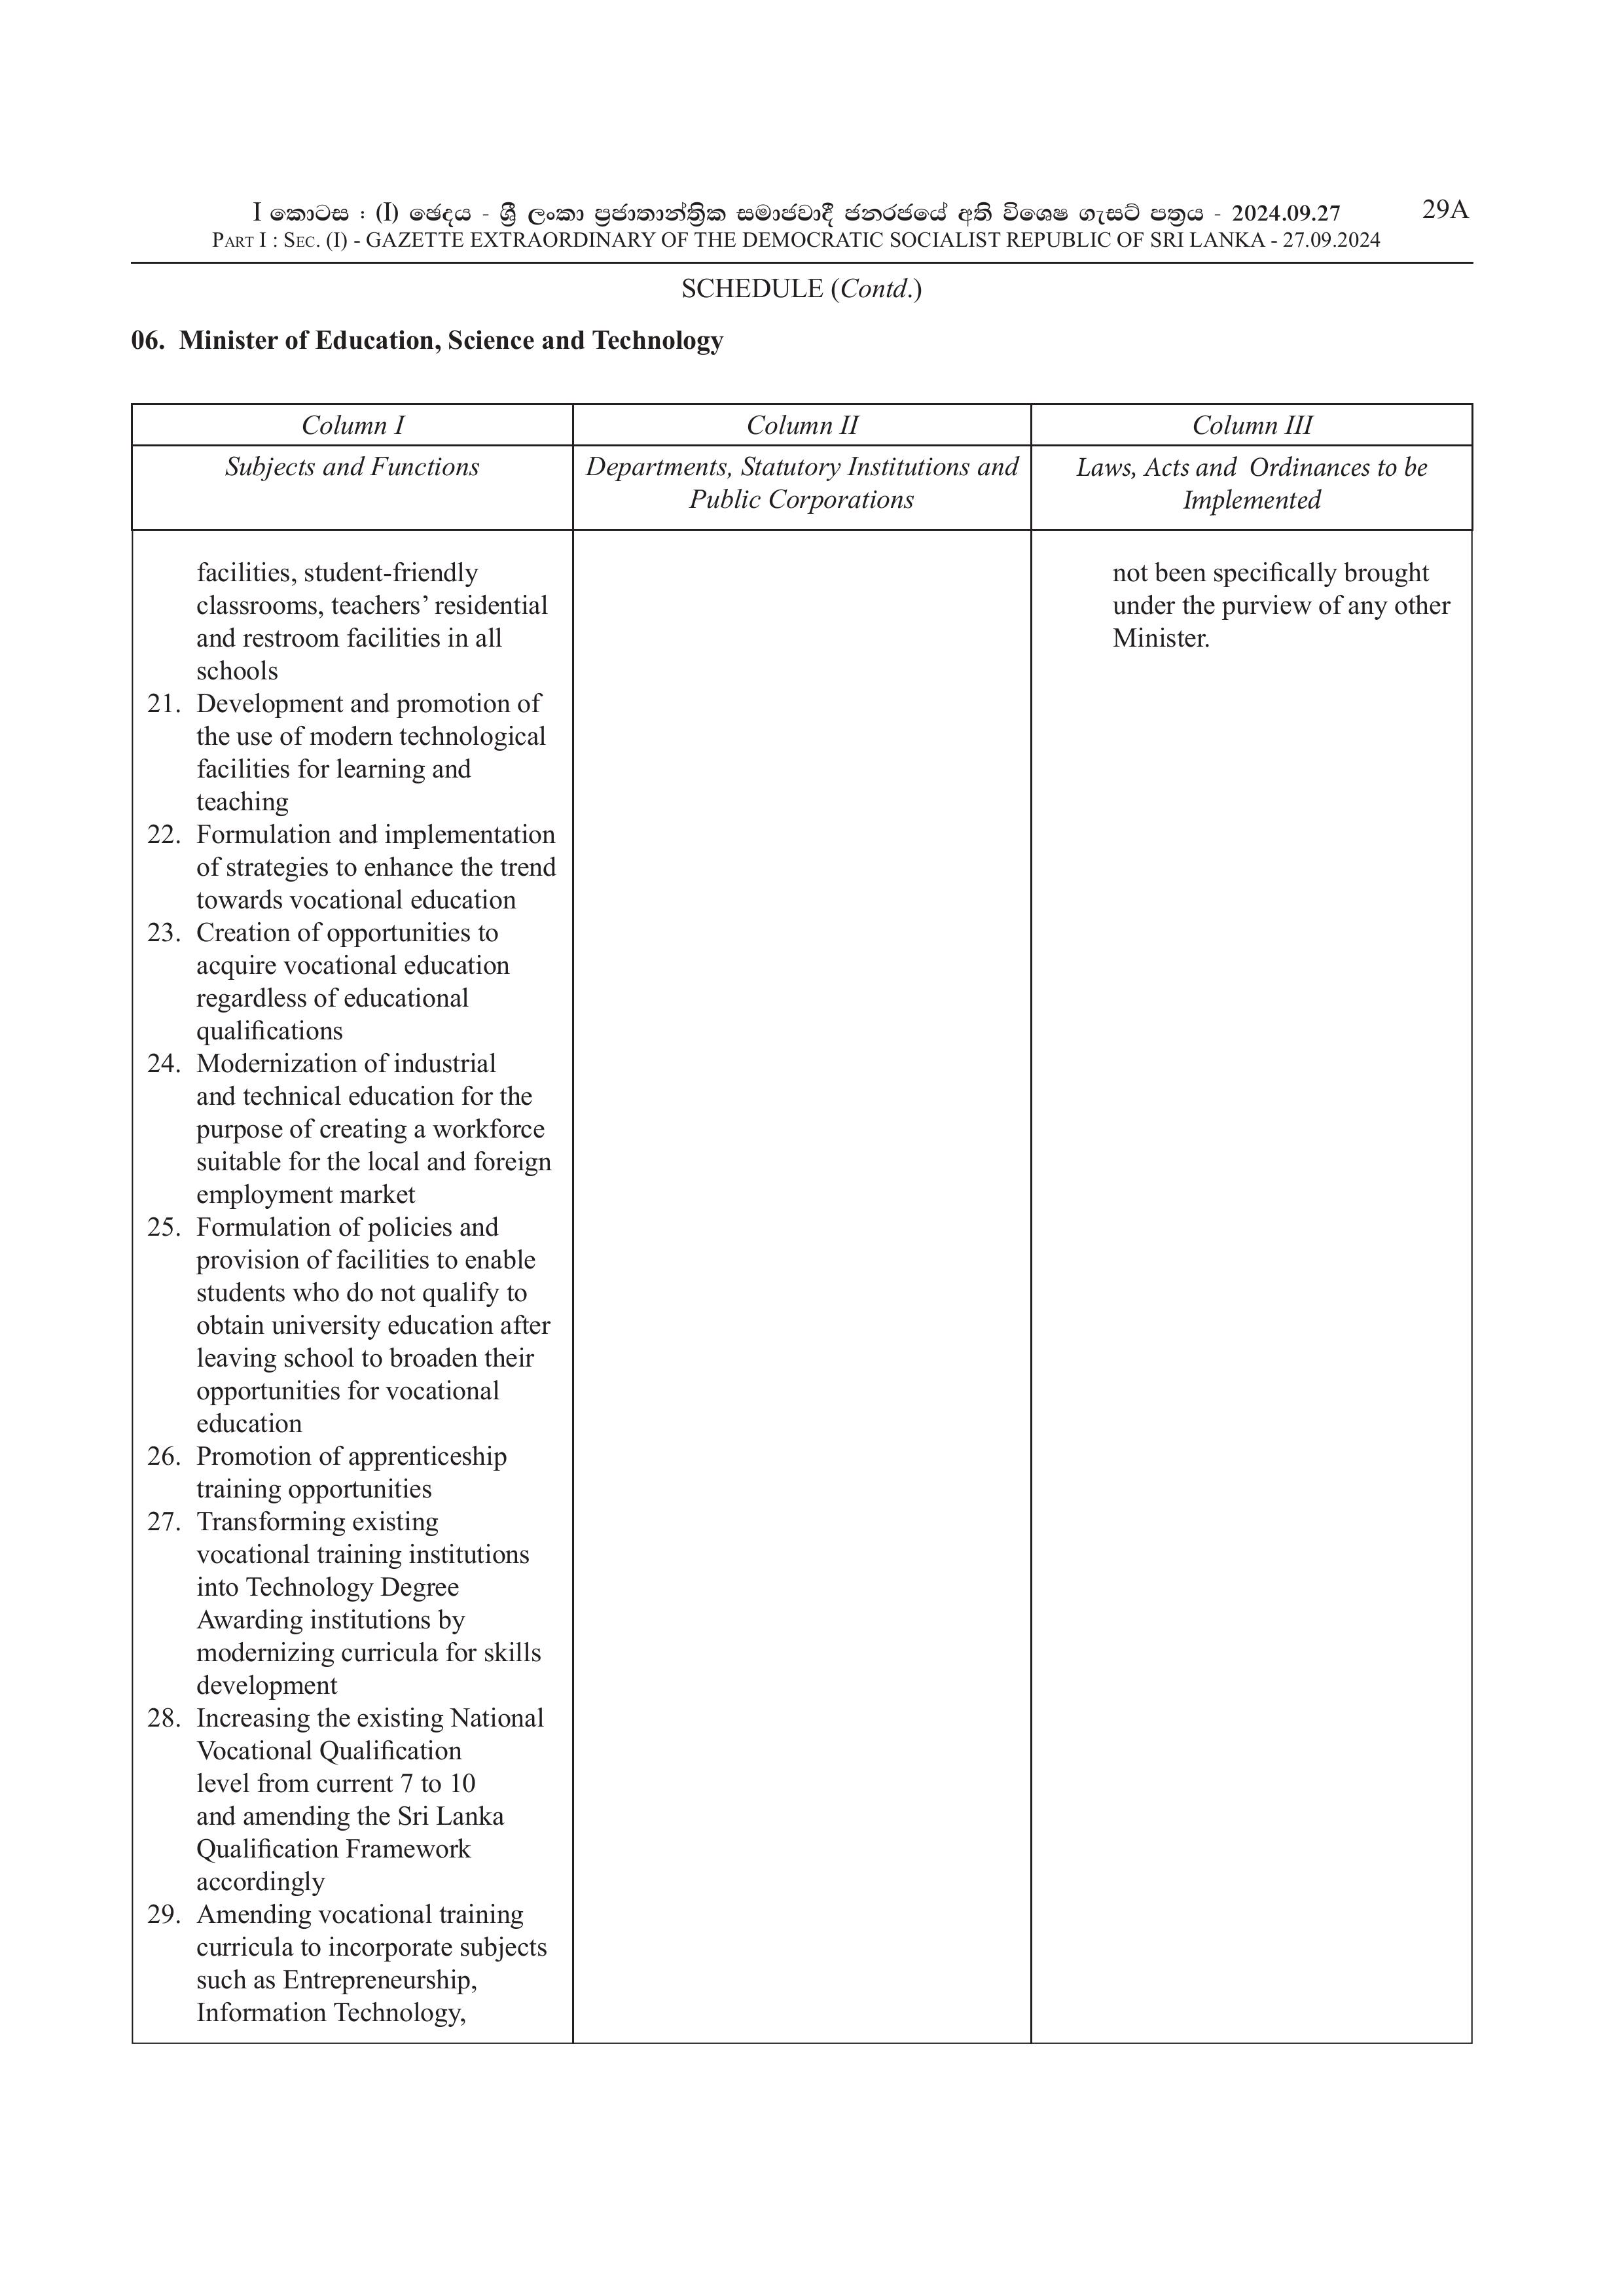 I කොටස : (I) ඡෙදය - ශ්‍රී ලංකා ප්‍රජාතාන්ත්‍රික සමාජවාදී ජනරජයේ අති විශෙෂ ගැසට් පත්‍රය - 2024.09.27
29A
PART I : SEC. (I) - GAZETTE EXTRAORDINARY OF THE DEMOCRATIC SOCIALIST REPUBLIC OF SRI LANKA - 27.09.2024
SCHEDULE (Contd.)
06. Minister of Education, Science and Technology
Column I
Column II
Column III
Subjects and Functions
Departments, Statutory Institutions and
Public Corporations
Laws, Acts and Ordinances to be
Implemented
facilities, student-friendly
classrooms, teachers' residential
and restroom facilities in all
schools
21. Development and promotion of
the use of modern technological
facilities for learning and
teaching
22. Formulation and implementation
of strategies to enhance the trend
towards vocational education
23. Creation of opportunities to
acquire vocational education
regardless of educational
qualifications
24. Modernization of industrial
and technical education for the
purpose of creating a workforce
suitable for the local and foreign
employment market
25. Formulation of policies and
provision of facilities to enable
students who do not qualify to
obtain university education after
leaving school to broaden their
opportunities for vocational
education
26. Promotion of apprenticeship
training opportunities
27. Transforming existing
vocational training institutions
into Technology Degree
Awarding institutions by
modernizing curricula for skills
development
28. Increasing the existing National
Vocational Qualification
level from current 7 to 10
and amending the Sri Lanka
Qualification Framework
accordingly
29. Amending vocational training
curricula to incorporate subjects
such as Entrepreneurship,
Information Technology,
not been specifically brought
under the purview of any other
Minister.